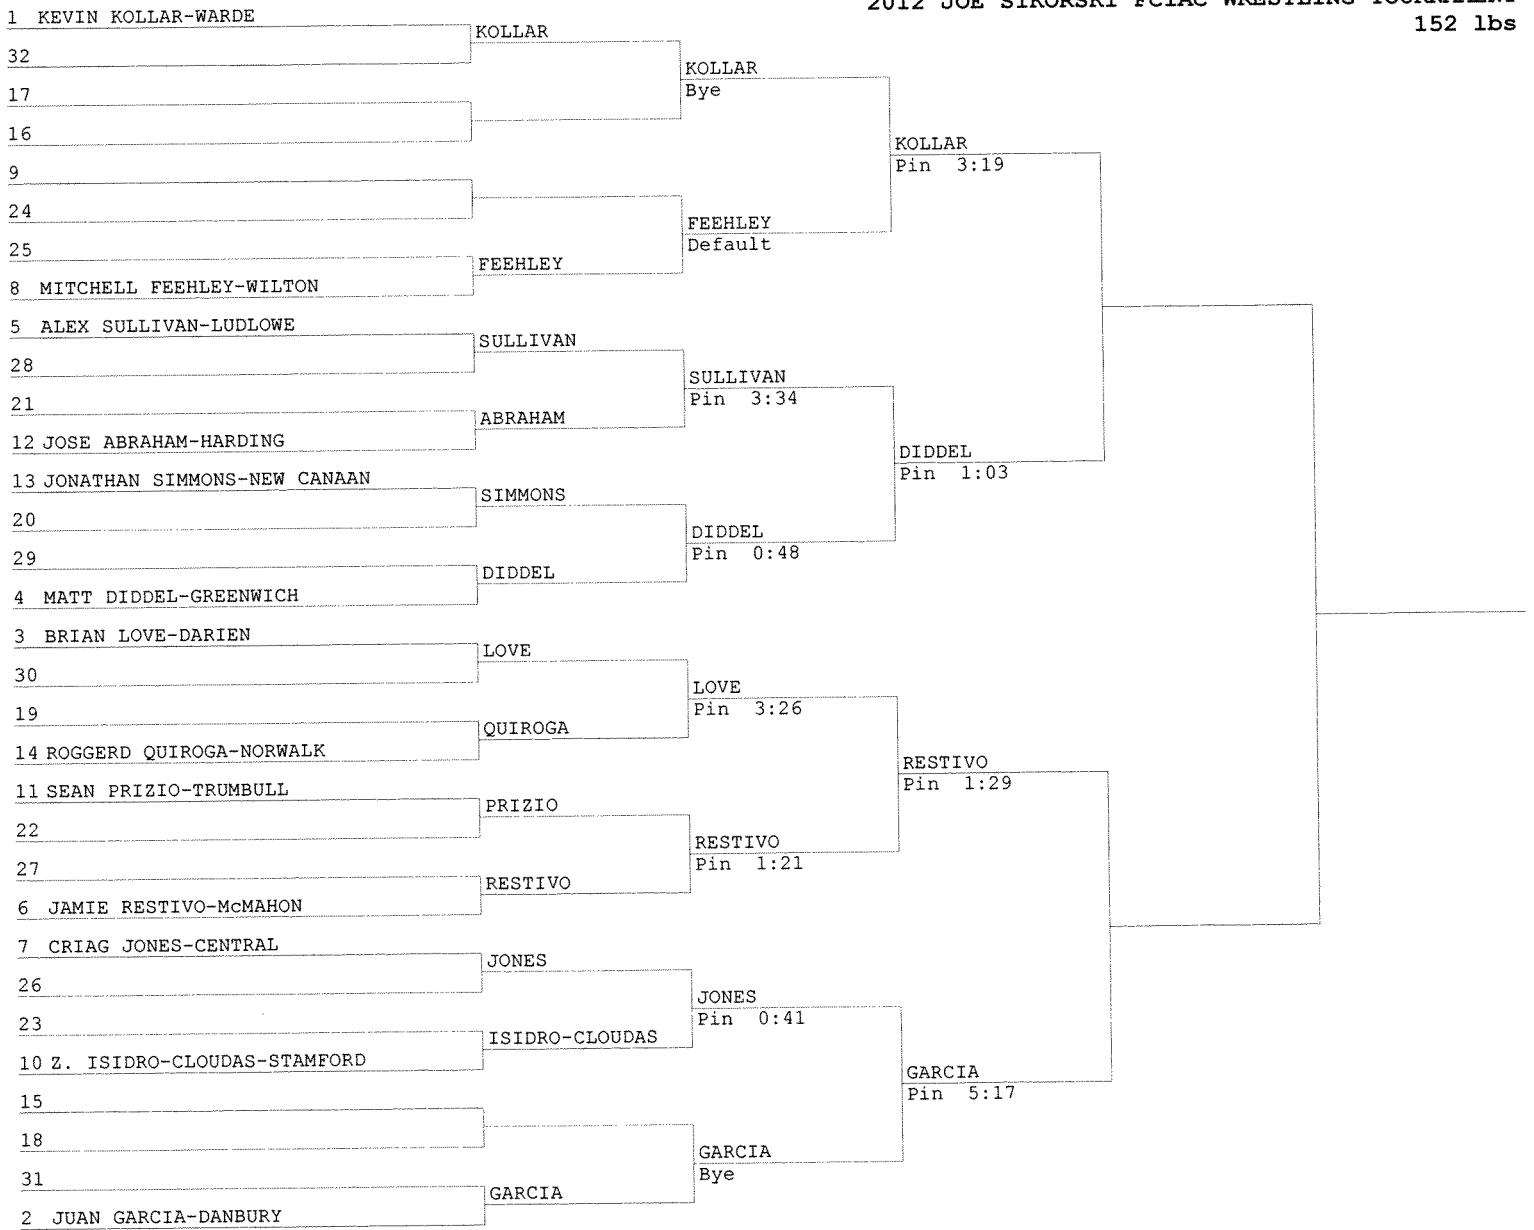 2012 JOE SIKORSKI FCIAC WRESTLING TOURNAMENT
152 lbs
1 KEVIN KOLLAR-WARDE
32
17
16
9
24
25
8 MITCHELL FEEHLEY-WILTON
5 ALEX SULLIVAN-LUDLOWE
28
21
12 JOSE ABRAHAM-HARDING
13 JONATHAN SIMMONS-NEW CANAAN
20
29
4 MATT DIDDEL-GREENWICH
3 BRIAN LOVE-DARIEN
30
19
14 ROGGERD QUIROGA-NORWALK
11 SEAN PRIZIO-TRUMBULL
22
27
6 JAMIE RESTIVO-McMAHON
7 CRIAG JONES-CENTRAL
26
23
10 Z. ISIDRO-CLOUDAS-STAMFORD
15
18
31
2 JUAN GARCIA-DANBURY
KOLLAR
FEEHLEY
SULLIVAN
ABRAHAM
SIMMONS
DIDDEL
LOVE
QUIROGA
PRIZIO
RESTIVO
JONES
ISIDRO-CLOUDAS
GARCIA
KOLLAR
Bye
FEEHLEY
Default
SULLIVAN
Pin 3:34
DIDDEL
Pin 0:48
LOVE
Pin 3:26
RESTIVO
Pin 1:21
JONES
Pin 0:41
GARCIA
Bye
KOLLAR
Pin 3:19
DIDDEL
Pin 1:03
RESTIVO
Pin 1:29
GARCIA
Pin 5:17